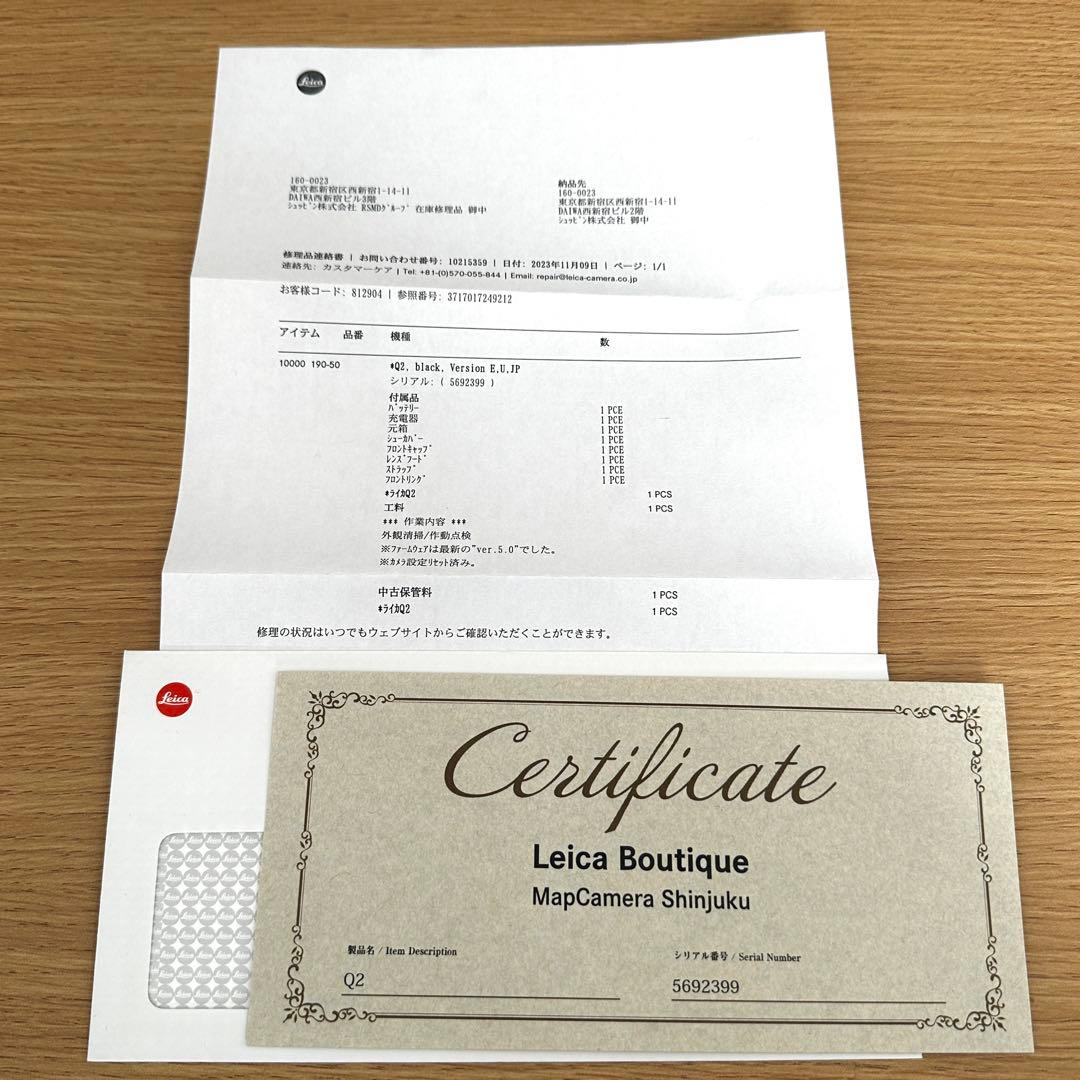 Leica
160-0023
東京都新宿区西新宿1-14-11
DAIWA西新宿ビル3階
ｼｭｯﾋﾟﾝ株式会社 RSMDｸﾞﾙｰﾌﾟ 在庫修理品 御中
納品先
160-0023
東京都新宿区西新宿1-14-11
DAIWA西新宿ビル2階
ｼｭｯﾋﾟﾝ株式会社 御中
修理品連絡書 | お問い合わせ番号: 10215359 | 日付: 2023年11月09日 | ページ: 1/1
連絡先: カスタマーケア | Tel: +81-(0)570-055-844 | Email: repair@leica-camera.co.jp
お客様コード: 812904 | 参照番号: 3717017249212
アイテム 品番 機種 数
10000 190-50 *Q2, black, Version E,U,JP
シリアル: ( 5692399 )
付属品
ﾊﾞｯﾃﾘｰ 1 PCE
充電器 1 PCE
元箱 1 PCE
ｼｭｰｶﾊﾞｰ 1 PCE
ﾌﾛﾝﾄｷｬｯﾌﾟ 1 PCE
ﾚﾝｽﾞﾌｰﾄﾞ 1 PCE
ｽﾄﾗｯﾌﾟ 1 PCE
ﾌﾛﾝﾄﾘﾝｸﾞ 1 PCE
*ﾗｲｶQ2 1 PCS
工料 1 PCS
*** 作業内容 ***
外観清掃/作動点検
※ﾌｧｰﾑｳｪｱは最新の"ver.5.0"でした。
※ｶﾒﾗ設定ﾘｾｯﾄ済み。
中古保管料 1 PCS
*ﾗｲｶQ2 1 PCS
修理の状況はいつでもウェブサイトからご確認いただくことができます。
Leica
Certificate
Leica Boutique
MapCamera Shinjuku
製品名 / Item Description
Q2
シリアル番号 / Serial Number
5692399